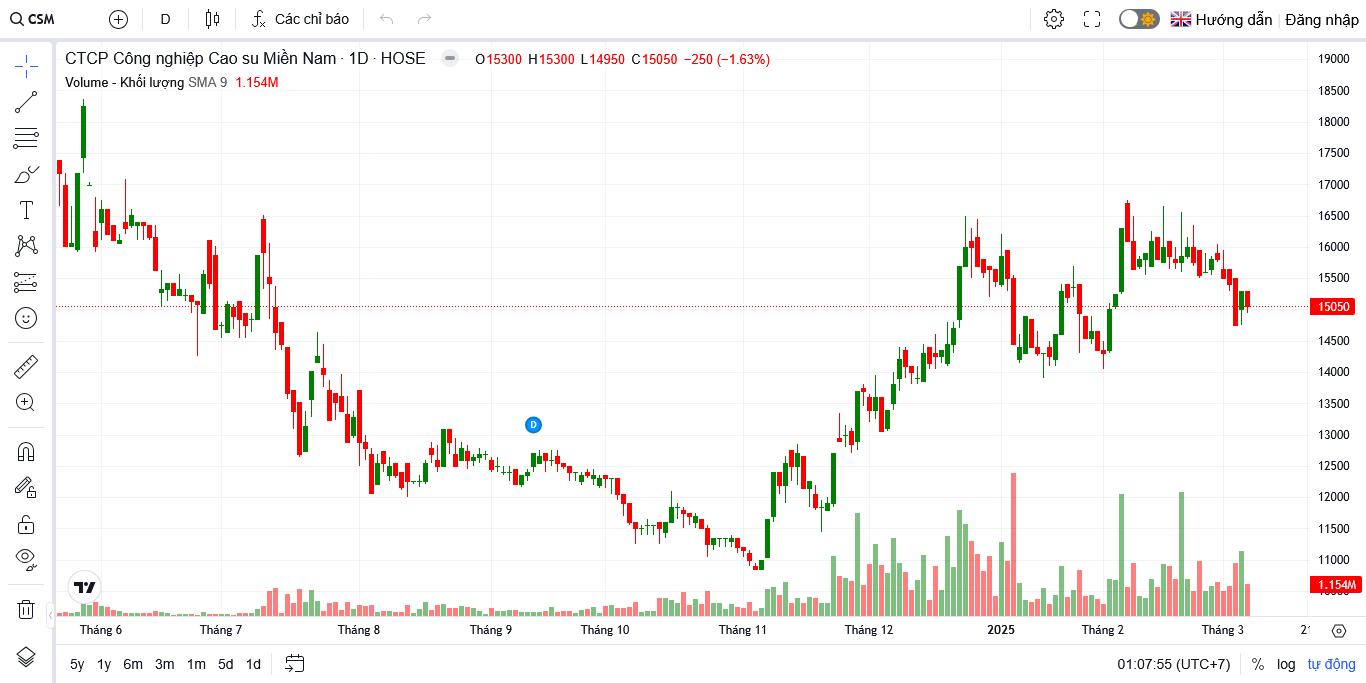 CSM D Các chỉ báo Hướng dẫn Đăng nhập
CTCP Công nghiệp Cao su Miền Nam · 1D · HOSE O15300 H15300 L14950 C15050 −250 (−1.63%)
Volume - Khối lượng SMA 9 1.154M
19000
18500
18000
17500
17000
16500
16000
15500
15050
14500
14000
13500
13000
D
12500
12000
11500
11000
1.154M
Tháng 6 Tháng 7 Tháng 8 Tháng 9 Tháng 10 Tháng 11 Tháng 12 2025 Tháng 2 Tháng 3
5y 1y 6m 3m 1m 5d 1d 01:07:55 (UTC+7) % log tự động